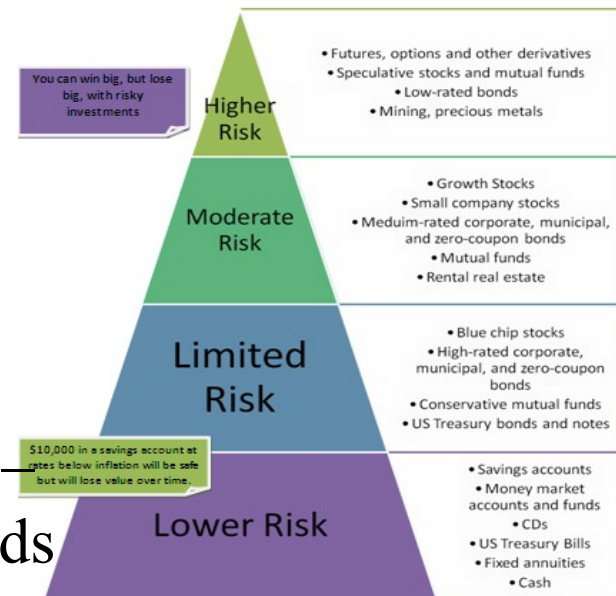 You can win big, but lose
big, with risky
investments
Higher
Risk
• Futures, options and other derivatives
• Speculative stocks and mutual funds
• Low-rated bonds
• Mining, precious metals
Moderate
Risk
• Growth Stocks
• Small company stocks
• Meduim-rated corporate, municipal,
and zero-coupon bonds
• Mutual funds
• Rental real estate
Limited
Risk
• Blue chip stocks
• High-rated corporate,
municipal, and zero-coupon
bonds
• Conservative mutual funds
• US Treasury bonds and notes
$10,000 in a savings account at
rates below inflation will be safe
but will lose value over time.
Lower Risk
• Savings accounts
• Money market
accounts and funds
• CDs
• US Treasury Bills
• Fixed annuities
• Cash
ds